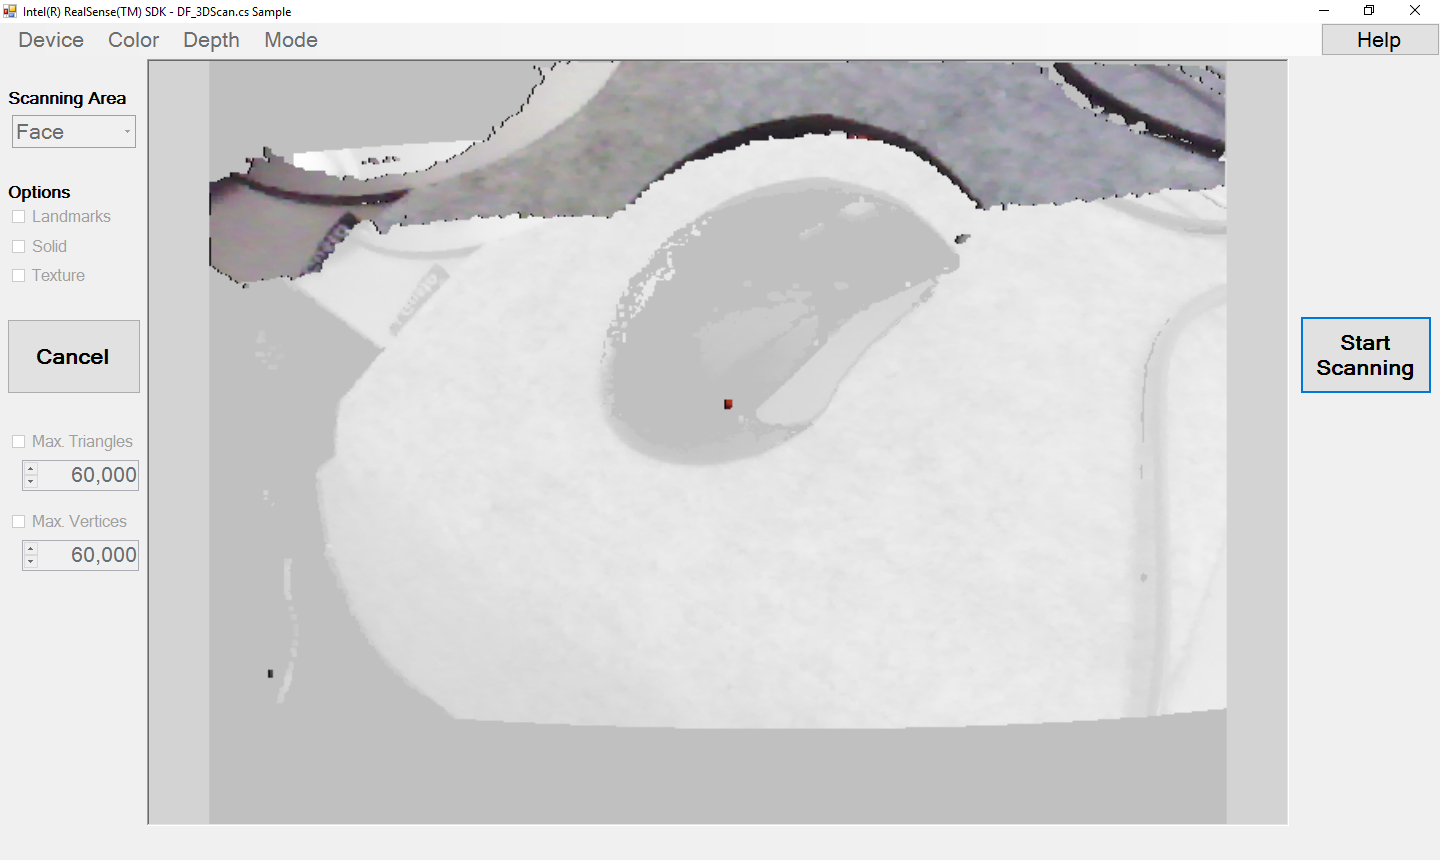 Intel(R) RealSense(TM) SDK - DF_3DScan.cs Sample
Device Color Depth Mode
Help
Scanning Area
Face
Options
Landmarks
Solid
Texture
Cancel
Start
Scanning
Max. Triangles
60,000
Max. Vertices
60,000